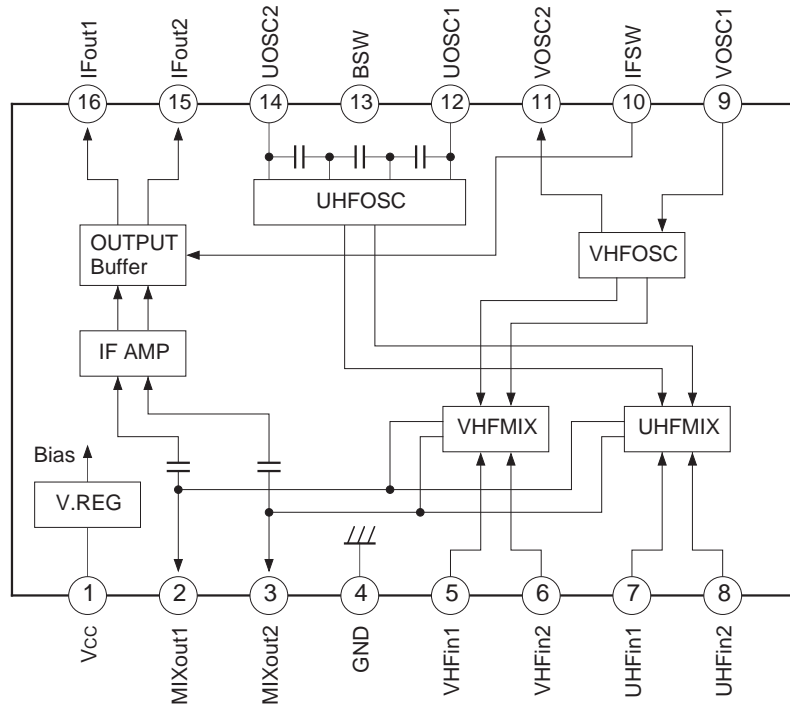 IFout1
IFout2
UOSC2
BSW
UOSC1
VOSC2
IFSW
VOSC1
16
15
14
13
12
11
10
9
UHFOSC
OUTPUT
Buffer
VHFOSC
IF AMP
VHFMIX
UHFMIX
Bias
V.REG
1
2
3
4
5
6
7
8
VCC
MIXout1
MIXout2
GND
VHFin1
VHFin2
UHFin1
UHFin2